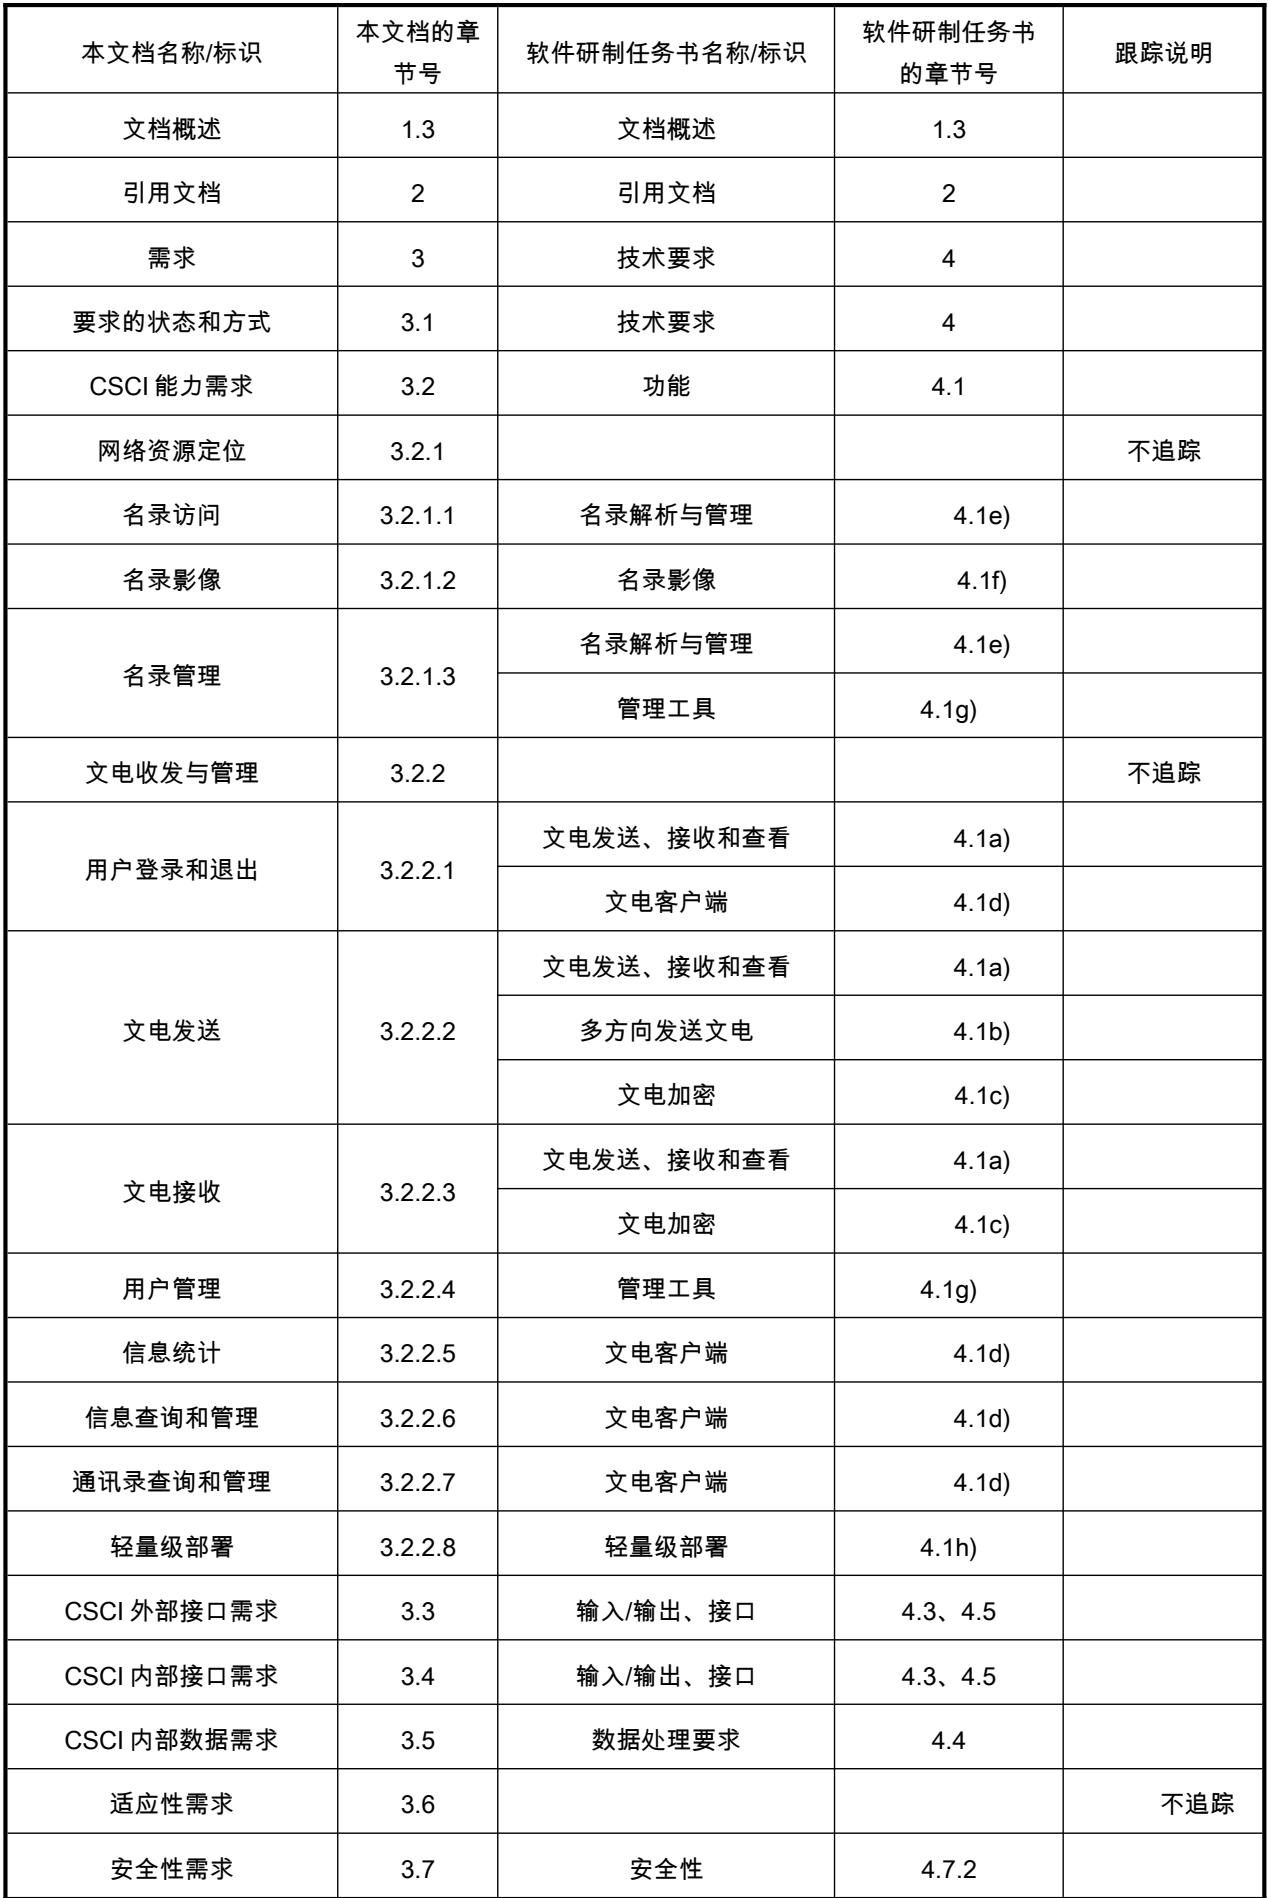 本文档名称/标识
本文档的章
节号
软件研制任务书名称/标识
软件研制任务书
的章节号
跟踪说明
文档概述 1.3 文档概述 1.3
引用文档 2 引用文档 2
需求 3 技术要求 4
要求的状态和方式 3.1 技术要求 4
CSCI 能力需求 3.2 功能 4.1
网络资源定位 3.2.1 不追踪
名录访问 3.2.1.1 名录解析与管理 4.1e)
名录影像 3.2.1.2 名录影像 4.1f)
名录管理 3.2.1.3 名录解析与管理 4.1e)
管理工具 4.1g)
文电收发与管理 3.2.2 不追踪
用户登录和退出 3.2.2.1 文电发送、接收和查看 4.1a)
文电客户端 4.1d)
文电发送 3.2.2.2 文电发送、接收和查看 4.1a)
多方向发送文电 4.1b)
文电加密 4.1c)
文电接收 3.2.2.3 文电发送、接收和查看 4.1a)
文电加密 4.1c)
用户管理 3.2.2.4 管理工具 4.1g)
信息统计 3.2.2.5 文电客户端 4.1d)
信息查询和管理 3.2.2.6 文电客户端 4.1d)
通讯录查询和管理 3.2.2.7 文电客户端 4.1d)
轻量级部署 3.2.2.8 轻量级部署 4.1h)
CSCI 外部接口需求 3.3 输入/输出、接口 4.3、4.5
CSCI 内部接口需求 3.4 输入/输出、接口 4.3、4.5
CSCI 内部数据需求 3.5 数据处理要求 4.4
适应性需求 3.6 不追踪
安全性需求 3.7 安全性 4.7.2